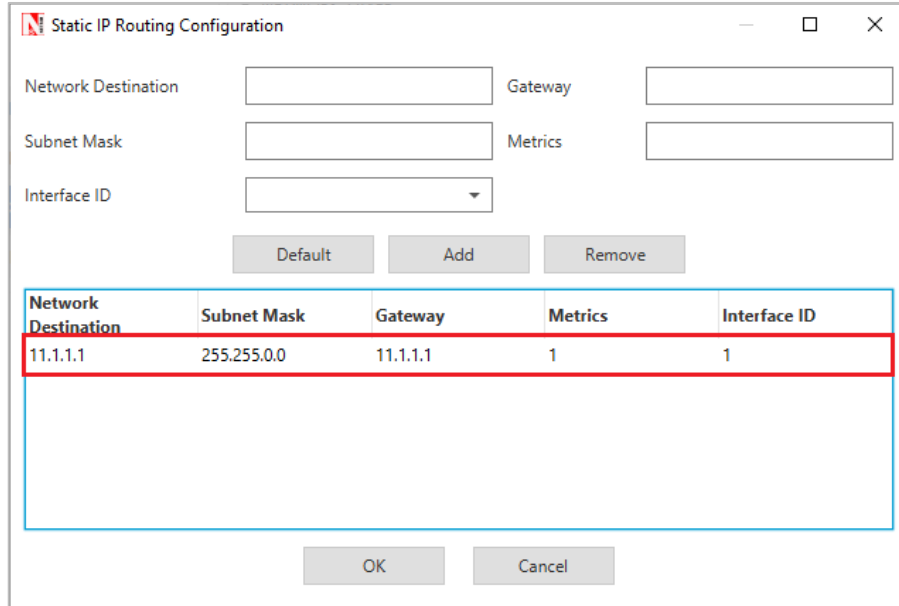 Static IP Routing Configuration
Network Destination
Gateway
Subnet Mask
Metrics
Interface ID
Default
Add
Remove
Network Destination
Subnet Mask
Gateway
Metrics
Interface ID
11.1.1.1
255.255.0.0
11.1.1.1
1
1
OK
Cancel